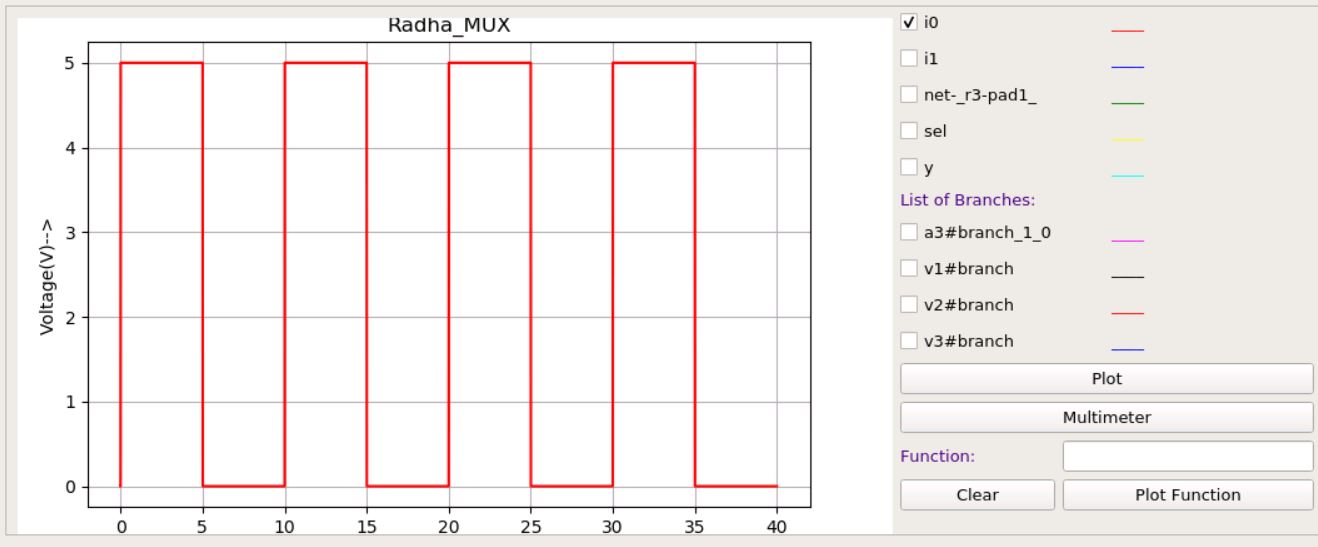 Radha_MUX
Voltage(V)-->
5
4
3
2
1
0
0 5 10 15 20 25 30 35 40
i0
i1
net-_r3-pad1_
sel
y
List of Branches:
a3#branch_1_0
v1#branch
v2#branch
v3#branch
Plot
Multimeter
Function:
Clear Plot Function